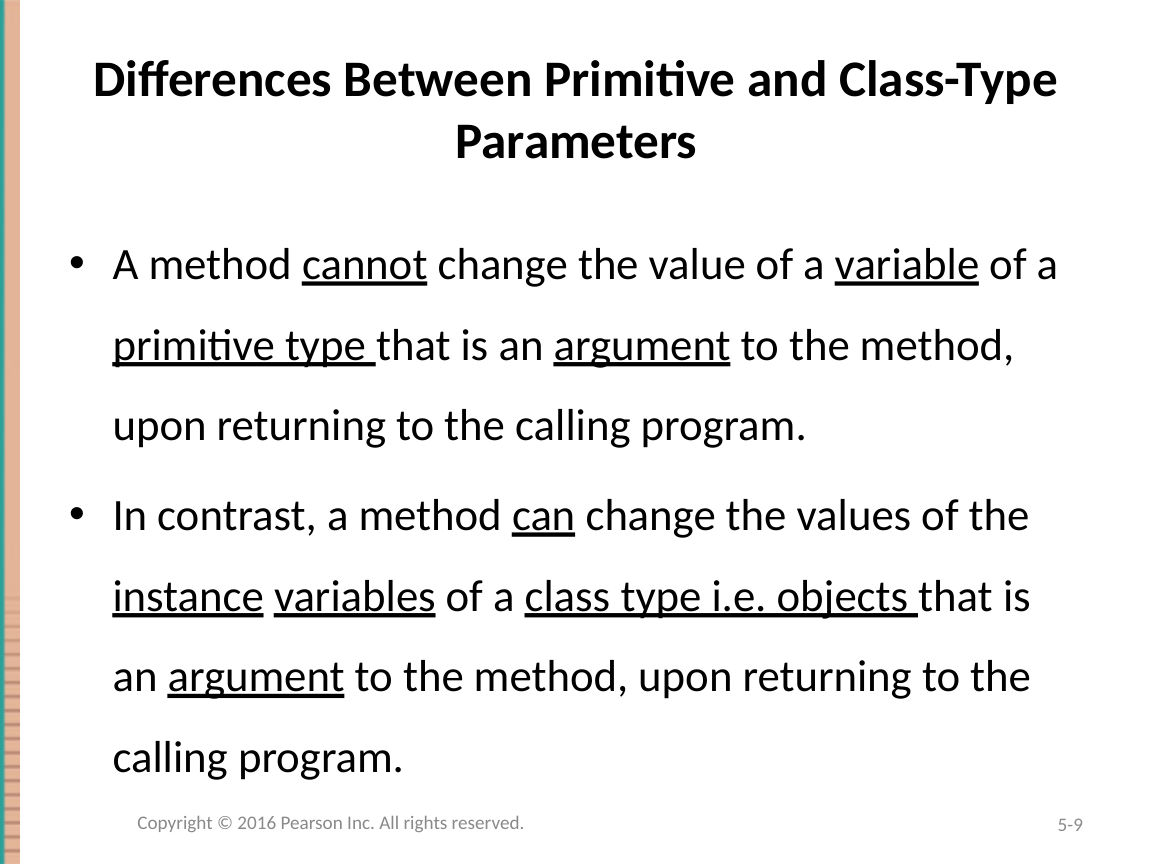 Differences Between Primitive and Class-Type
Parameters
• A method cannot change the value of a variable of a
primitive type that is an argument to the method,
upon returning to the calling program.
• In contrast, a method can change the values of the
instance variables of a class type i.e. objects that is
an argument to the method, upon returning to the
calling program.
Copyright © 2016 Pearson Inc. All rights reserved.
5-9